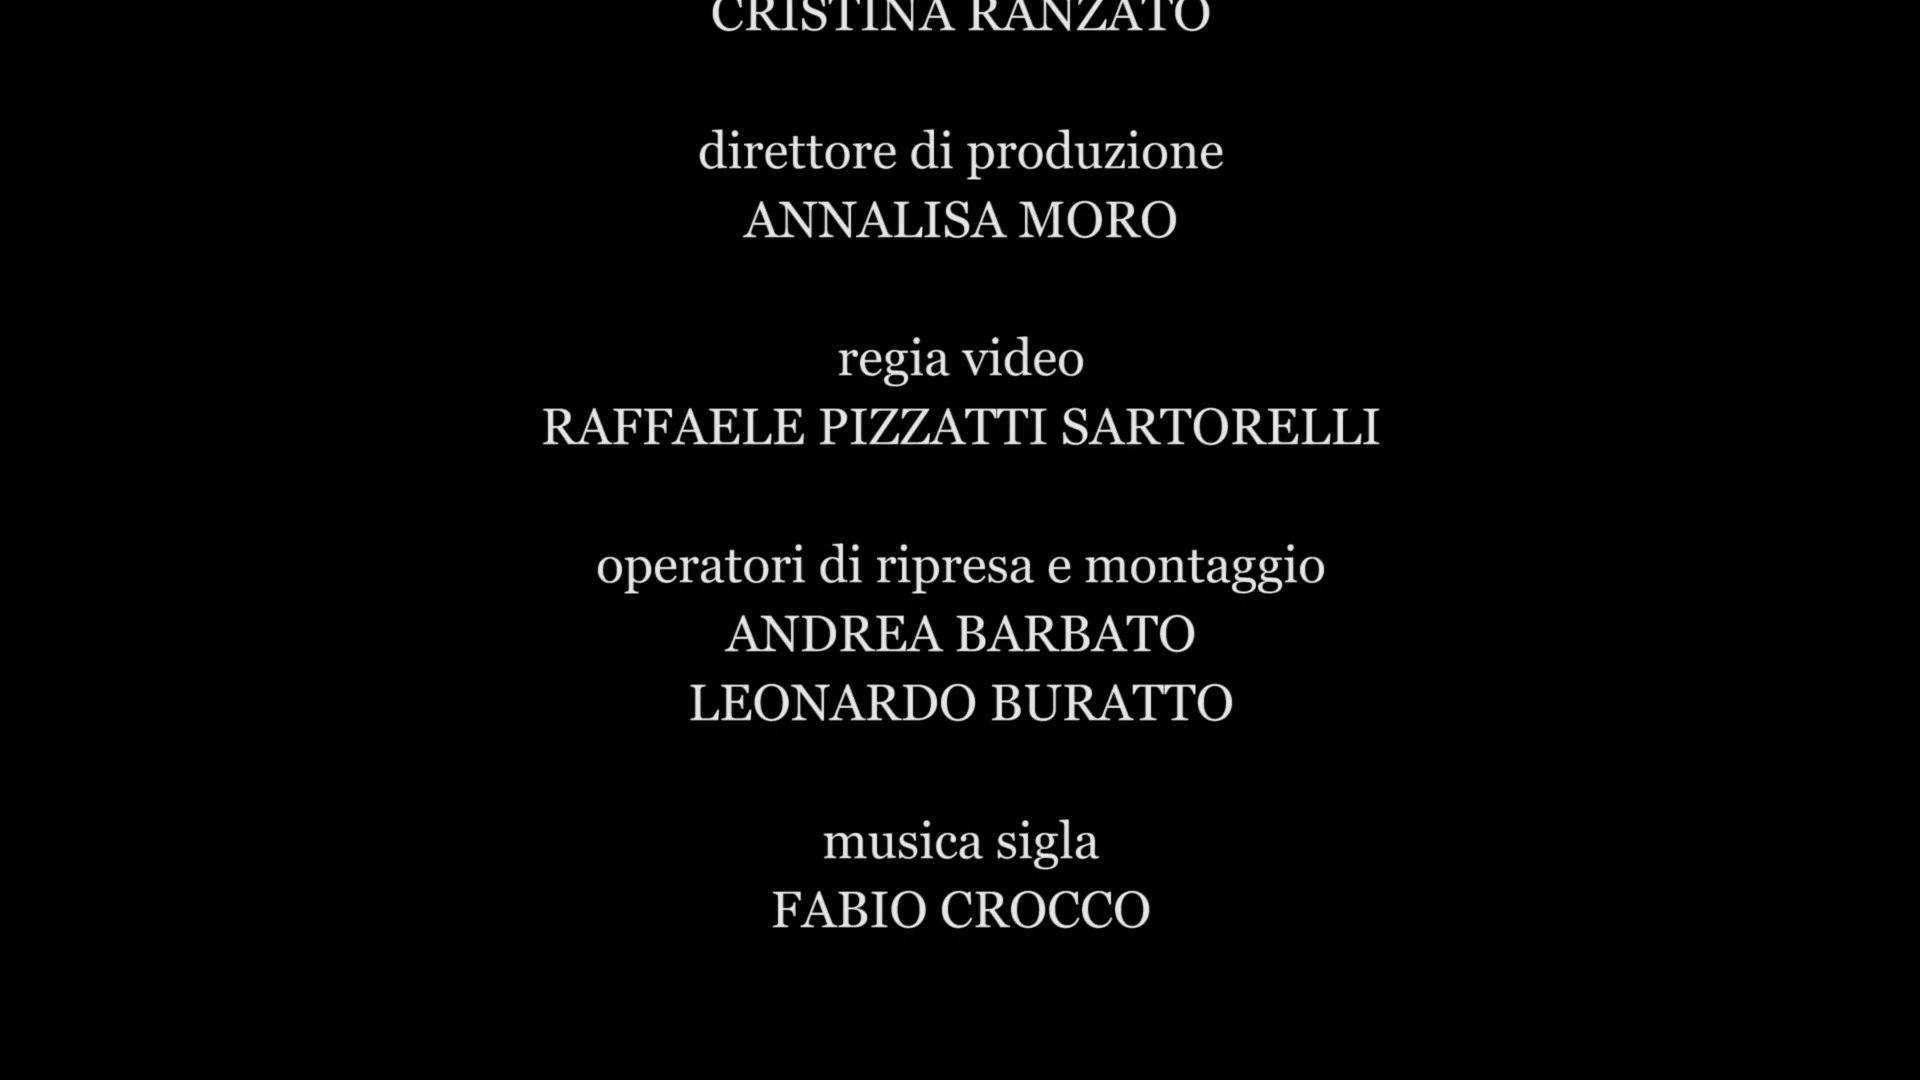 CRISTINA RANZATO
direttore di produzione
ANNALISA MORO
regia video
RAFFAELE PIZZATTI SARTORELLI
operatori di ripresa e montaggio
ANDREA BARBATO
LEONARDO BURATTO
musica sigla
FABIO CROCCO